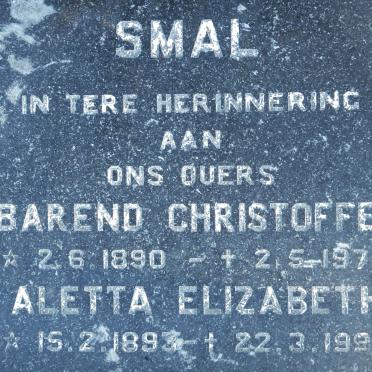 SMAL
IN TERE HERINNERING
AAN
ONS OUERS
BAREND CHRISTOFFE
☆ 2.6.1890 – † 2.5.197
ALETTA ELIZABETH
☆ 15.2.1893 – † 22.3.199